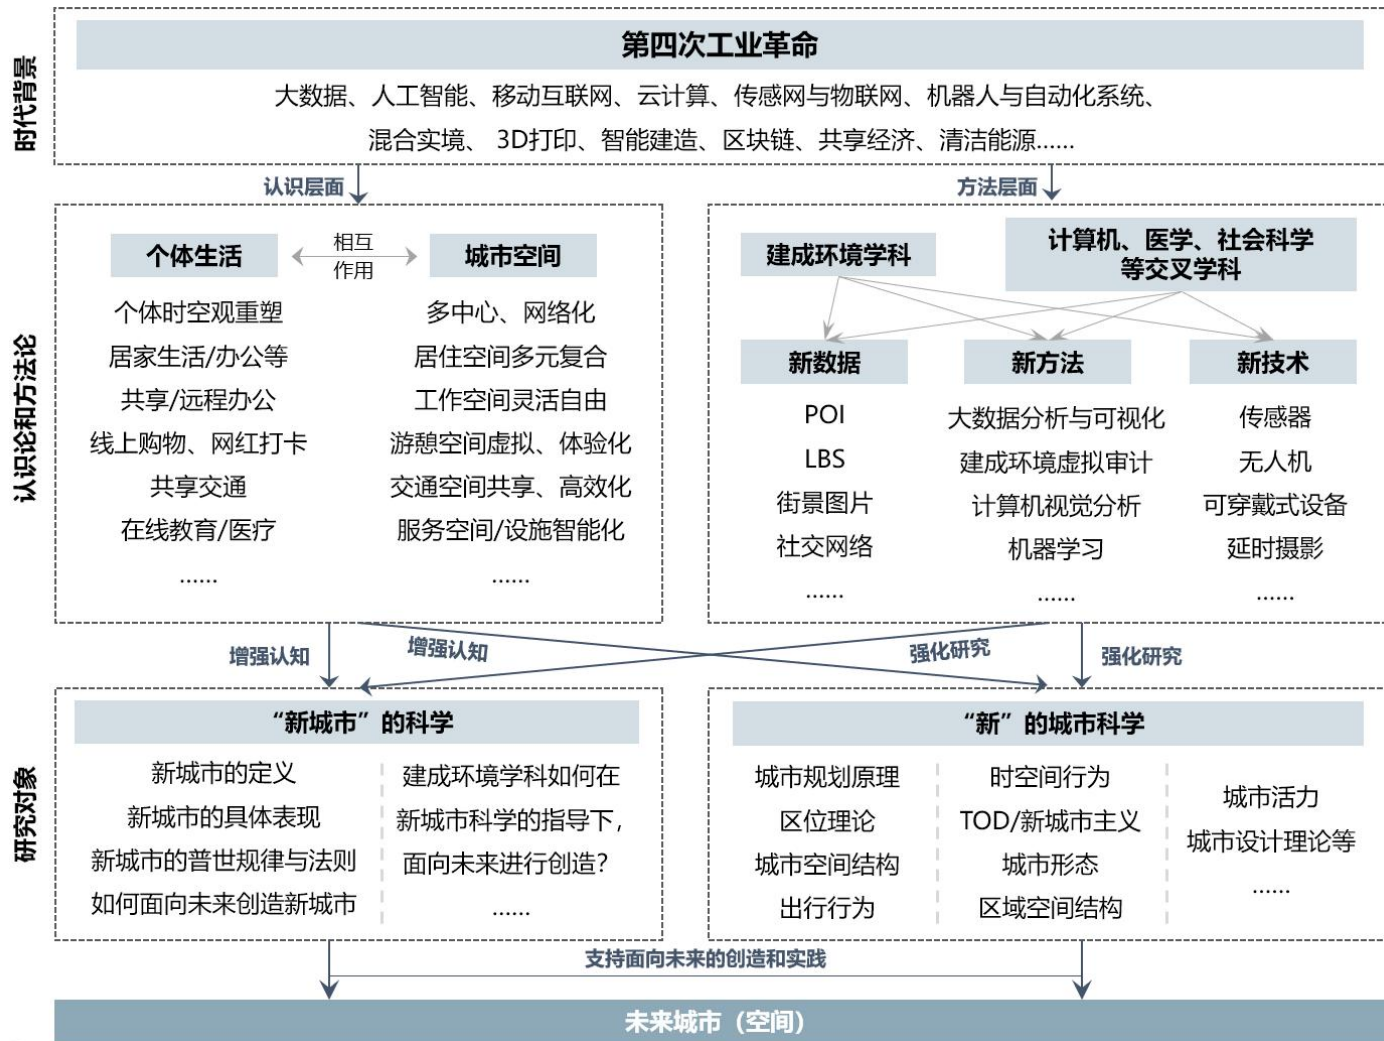 时代背景
第四次工业革命
大数据、人工智能、移动互联网、云计算、传感网与物联网、机器人与自动化系统、
混合实境、 3D打印、智能建造、区块链、共享经济、清洁能源......
认识层面
方法层面
认识论和方法论
个体生活
相互
作用
城市空间
个体时空观重塑
居家生活/办公等
共享/远程办公
线上购物、网红打卡
共享交通
在线教育/医疗
......
多中心、网络化
居住空间多元复合
工作空间灵活自由
游憩空间虚拟、体验化
交通空间共享、高效化
服务空间/设施智能化
......
建成环境学科
计算机、医学、社会科学
等交叉学科
新数据
POI
LBS
街景图片
社交网络
......
新方法
大数据分析与可视化
建成环境虚拟审计
计算机视觉分析
机器学习
......
新技术
传感器
无人机
可穿戴式设备
延时摄影
......
增强认知
增强认知
强化研究
强化研究
研究对象
“新城市”的科学
新城市的定义
新城市的具体表现
新城市的普世规律与法则
如何面向未来创造新城市
建成环境学科如何在
新城市科学的指导下，
面向未来进行创造？
......
“新”的城市科学
城市规划原理
区位理论
城市空间结构
出行行为
时空间行为
TOD/新城市主义
城市形态
区域空间结构
城市活力
城市设计理论等
......
支持面向未来的创造和实践
未来城市（空间）